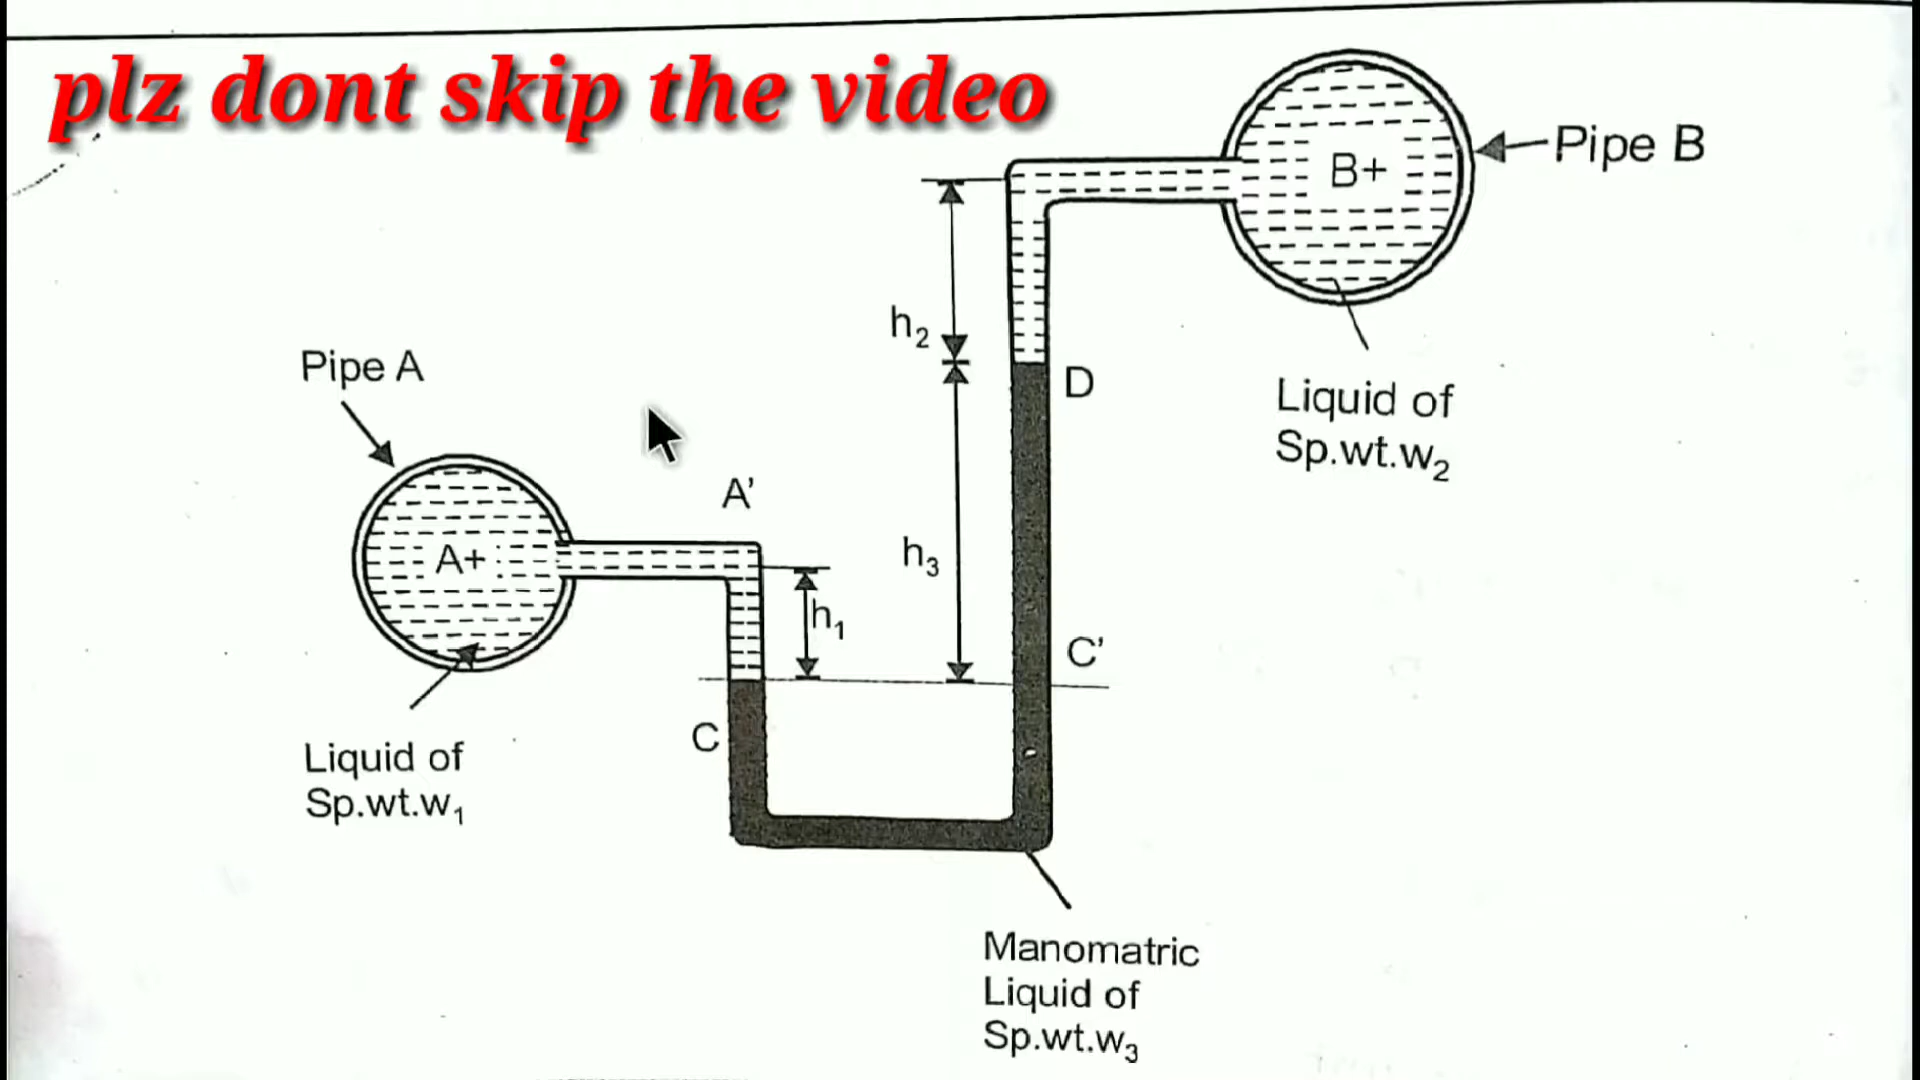 plz dont skip the video
Pipe B
B+
h2
Pipe A
D
Liquid of
Sp.wt.w2
A'
A+
h3
h1
C'
C
Liquid of
Sp.wt.w1
Manomatric
Liquid of
Sp.wt.w3